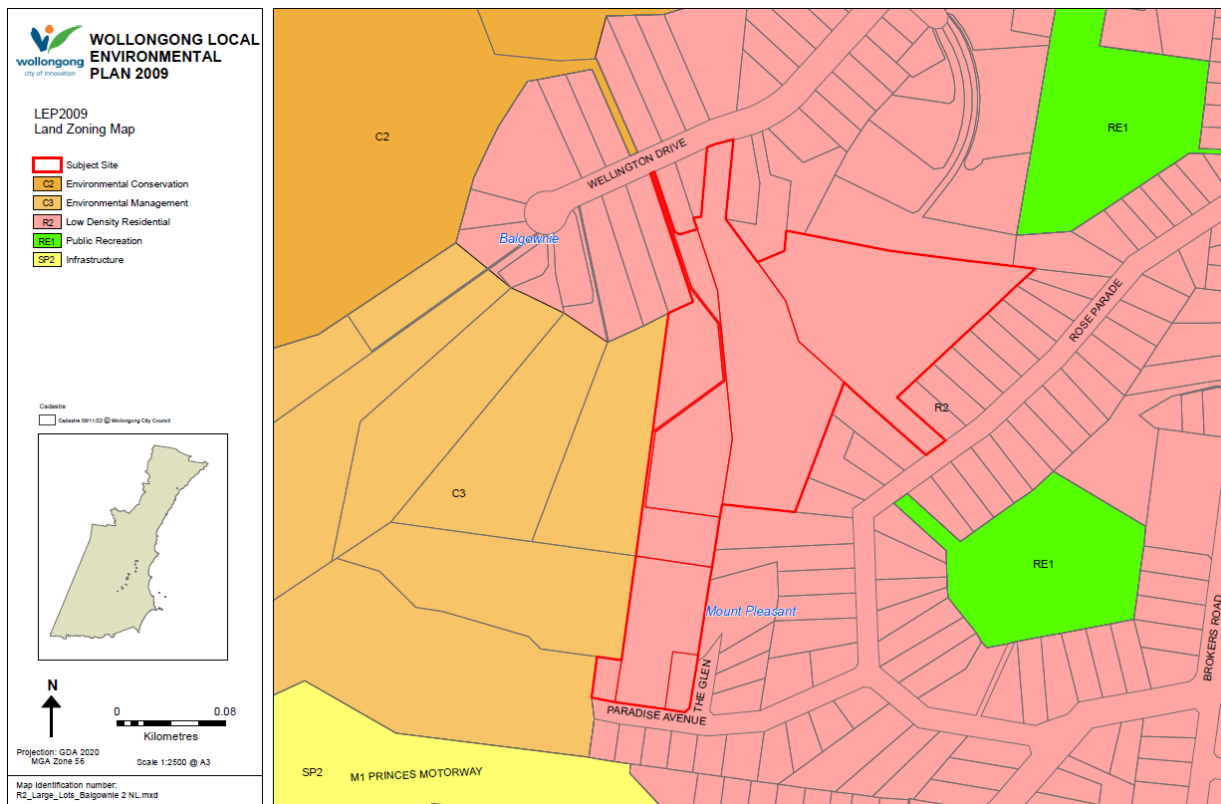 wollongong
city of innovation
WOLLONGONG LOCAL
ENVIRONMENTAL
PLAN 2009
LEP2009
Land Zoning Map
Subject Site
C2 Environmental Conservation
C3 Environmental Management
R2 Low Density Residential
RE1 Public Recreation
SP2 Infrastructure
Cadastre
Cadastre 09/11/22 © Wollongong City Council
N
0 0.08
Kilometres
Projection: GDA 2020
MGA Zone 56
Scale 1:2500 @ A3
Map Identification number:
R2_Large_Lots_Balgownie 2 NL.mxd
C2
RE1
WELLINGTON DRIVE
Balgownie
ROSE PARADE
R2
C3
RE1
Mount Pleasant
BROKERS ROAD
THE GLEN
PARADISE AVENUE
SP2
M1 PRINCES MOTORWAY